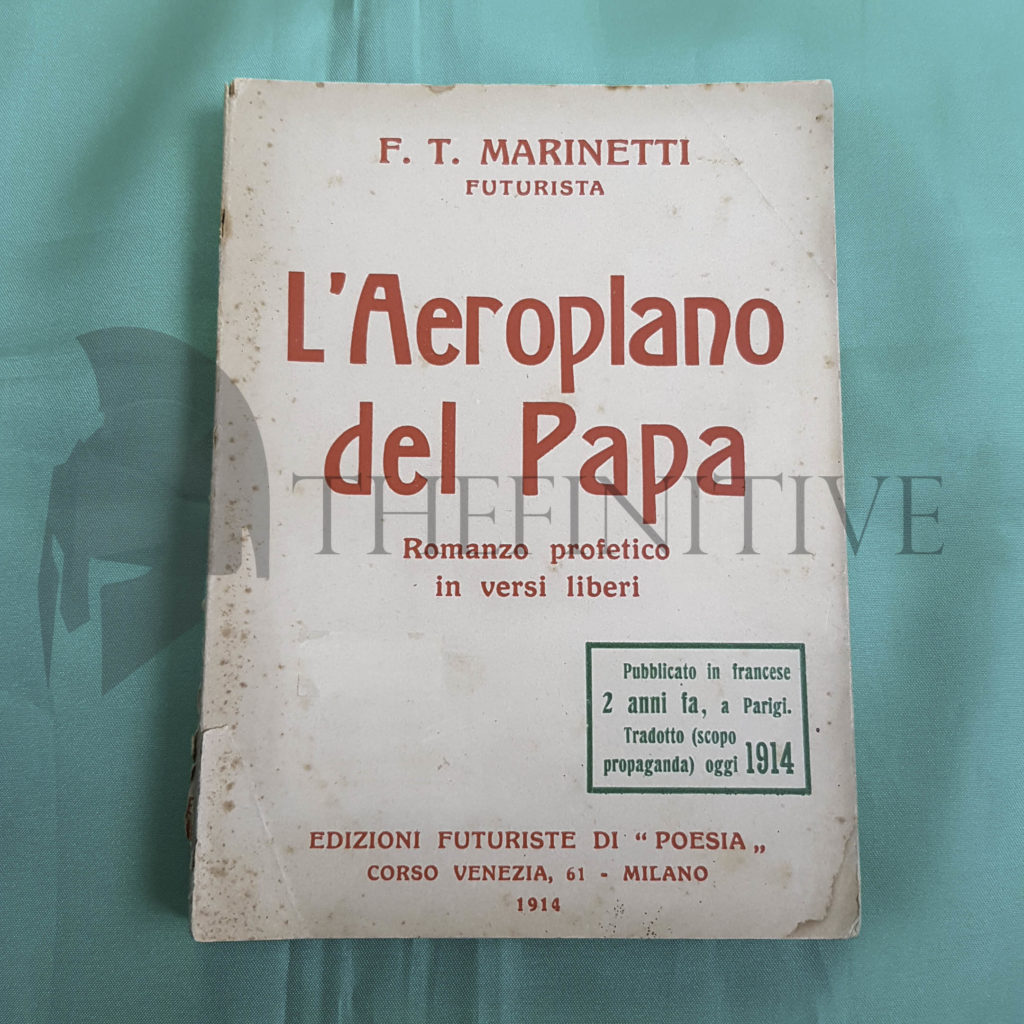 F. T. MARINETTI
FUTURISTA
L'Aeroplano
del Papa
THEFINITIVE
Romanzo profetico
in versi liberi
Pubblicato in francese
2 anni fa, a Parigi.
Tradotto (scopo
propaganda) oggi 1914
EDIZIONI FUTURISTE DI “ POESIA „
CORSO VENEZIA, 61 - MILANO
1914